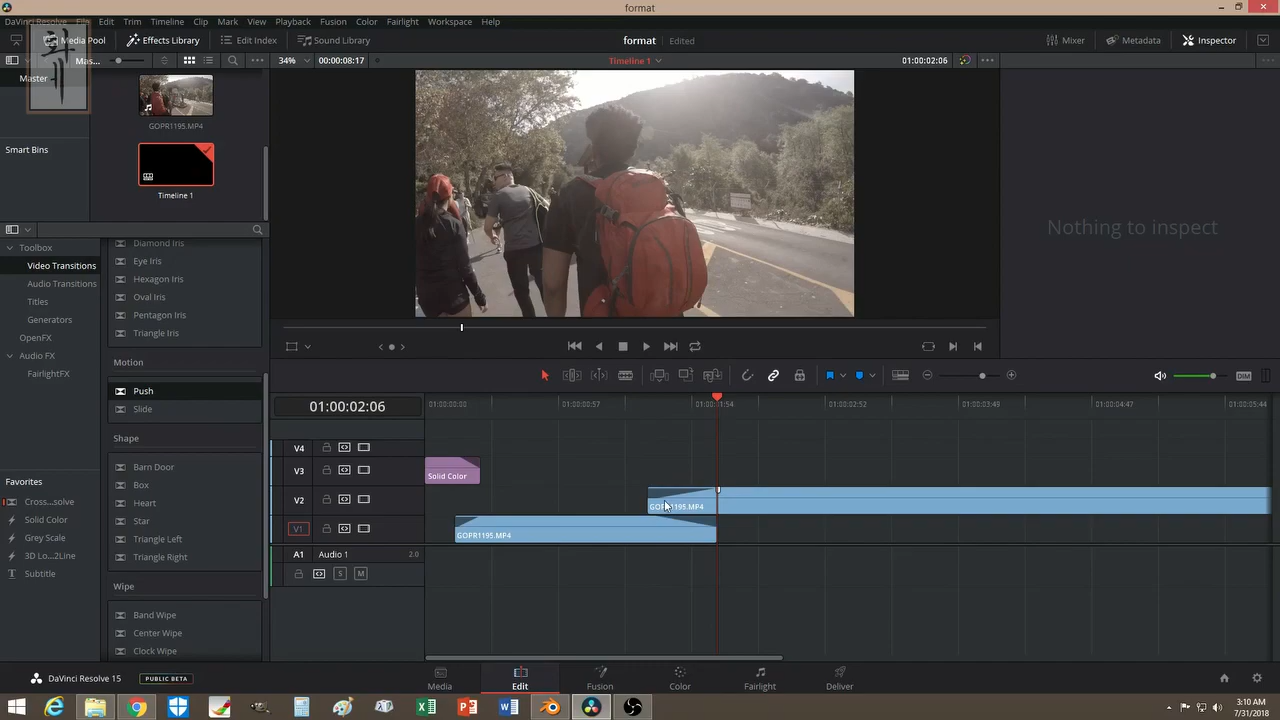 format
DaVinci Resolve File Edit Trim Timeline Clip Mark View Playback Fusion Color Fairlight Workspace Help
Media Pool Effects Library Edit Index Sound Library format Edited Mixer Metadata Inspector
Mas... 34% 00:00:08:17 Timeline 1 01:00:02:06
Master
GOPR1195.MP4
Smart Bins
Timeline 1
Nothing to inspect
Toolbox
Video Transitions
Audio Transitions
Titles
Generators
OpenFX
Audio FX
FairlightFX
Favorites
Cross...solve
Solid Color
Grey Scale
3D Lo...2Line
Subtitle
Diamond Iris
Eye Iris
Hexagon Iris
Oval Iris
Pentagon Iris
Triangle Iris
Motion
Push
Slide
Shape
Barn Door
Box
Heart
Star
Triangle Left
Triangle Right
Wipe
Band Wipe
Center Wipe
Clock Wipe
DIM
01:00:02:06
01:00:00:00 01:00:00:57 01:00:01:54 01:00:02:52 01:00:03:49 01:00:04:47 01:00:05:44
V4
V3 Solid Color
V2 GOPR1195.MP4
V1 GOPR1195.MP4
A1 Audio 1 2.0
S M
DaVinci Resolve 15 PUBLIC BETA
Media Edit Fusion Color Fairlight Deliver
3:10 AM
7/31/2018